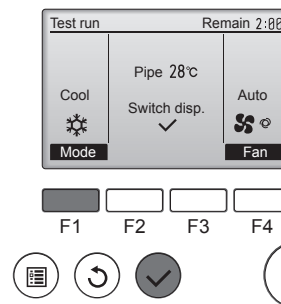 Test run Remain 2:00
Pipe 28℃
Cool Auto
Switch disp.
Mode Fan
F1 F2 F3 F4